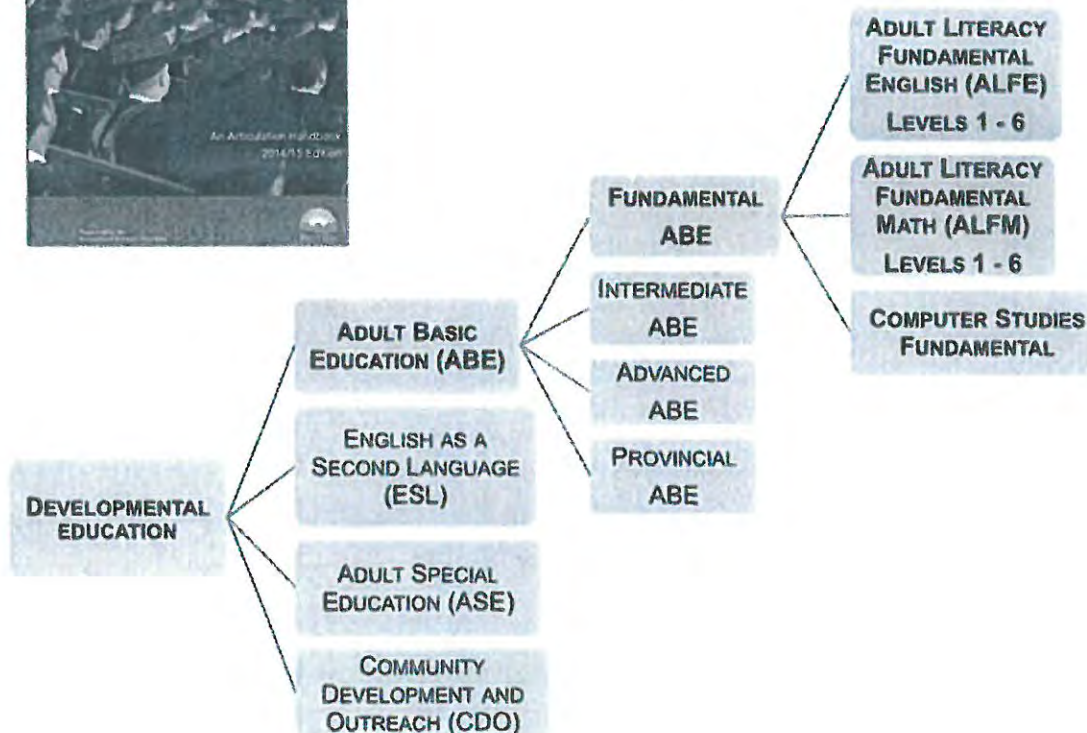 An Articulation Handbook
2014/15 Edition
DEVELOPMENTAL
EDUCATION
ADULT BASIC
EDUCATION (ABE)
ENGLISH AS A
SECOND LANGUAGE
(ESL)
ADULT SPECIAL
EDUCATION (ASE)
COMMUNITY
DEVELOPMENT AND
OUTREACH (CDO)
FUNDAMENTAL
ABE
INTERMEDIATE
ABE
ADVANCED
ABE
PROVINCIAL
ABE
ADULT LITERACY
FUNDAMENTAL
ENGLISH (ALFE)
LEVELS 1 - 6
ADULT LITERACY
FUNDAMENTAL
MATH (ALFM)
LEVELS 1 - 6
COMPUTER STUDIES
FUNDAMENTAL